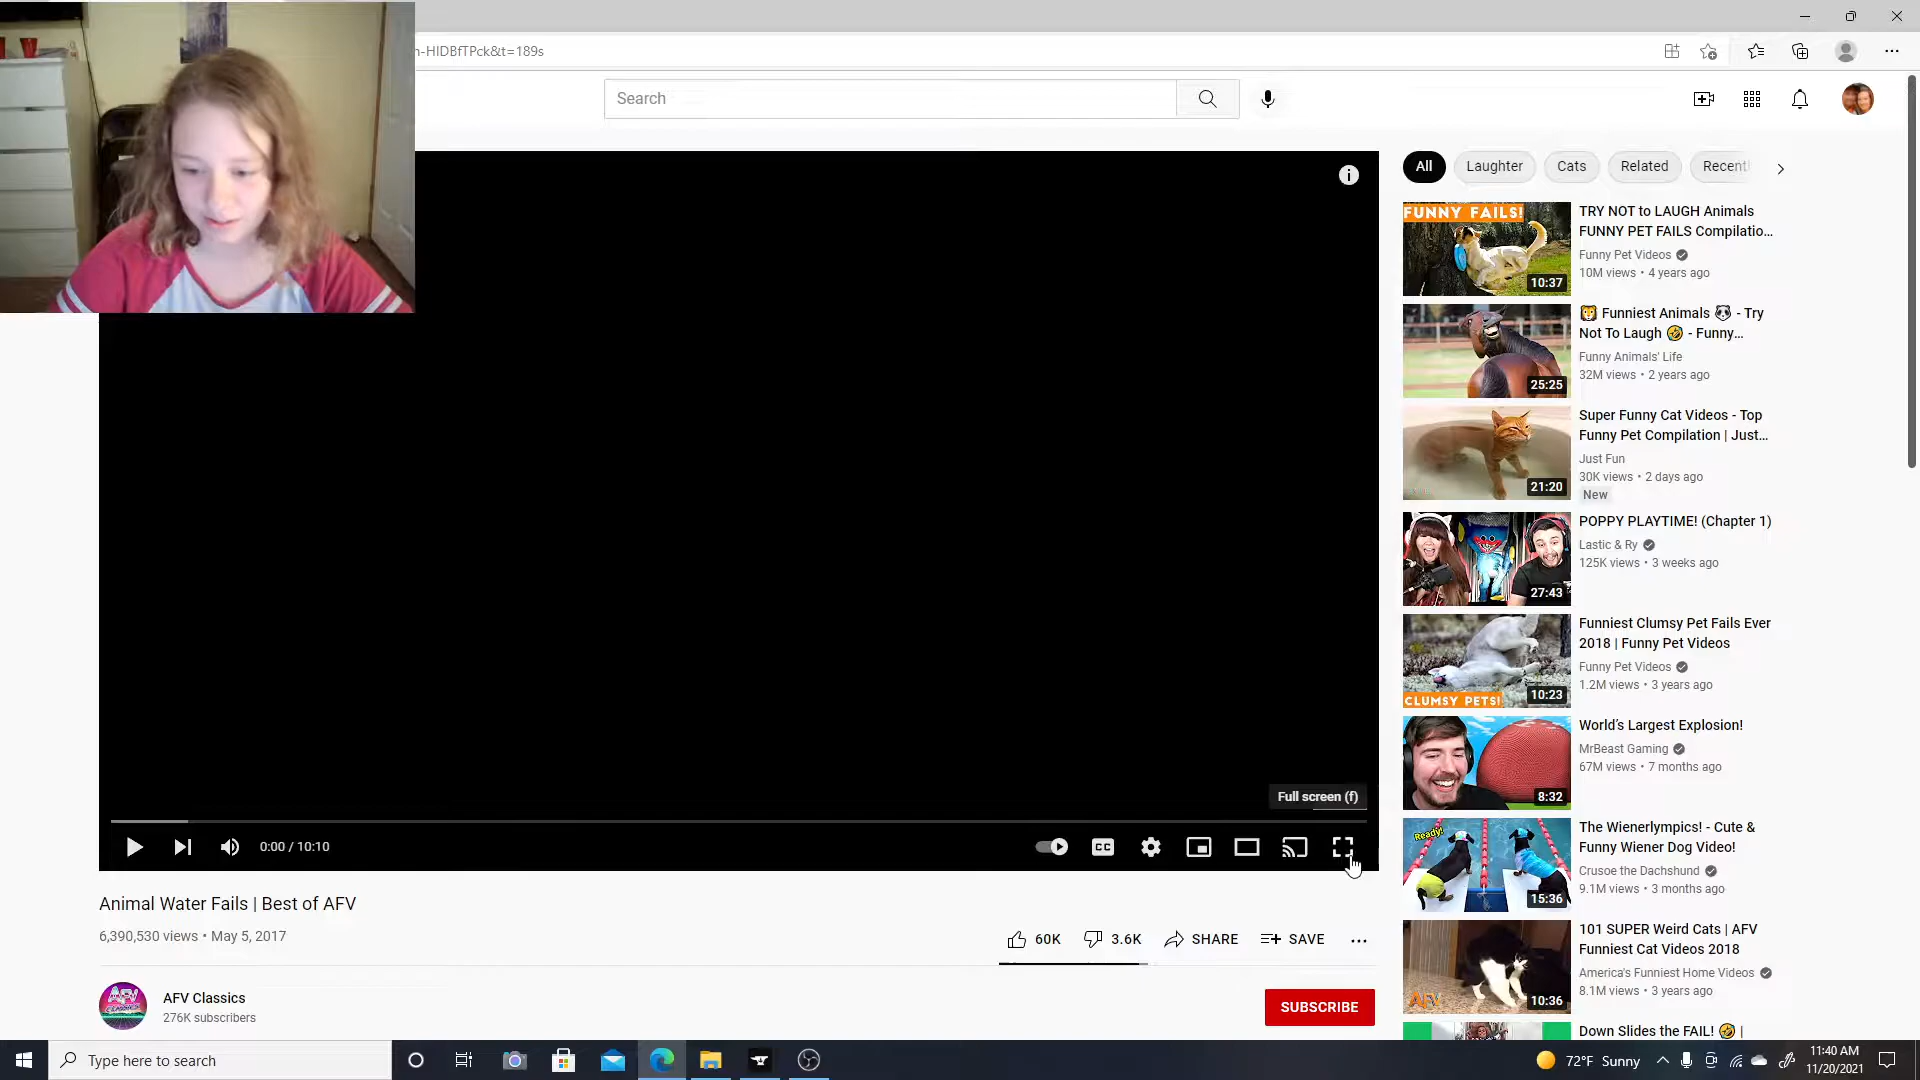 n-HIDBfTPck&t=189s
Search
All
Laughter
Cats
Related
Recent
FUNNY FAILS!
10:37
TRY NOT to LAUGH Animals
FUNNY PET FAILS Compilatio...
Funny Pet Videos
10M views • 4 years ago
25:25
🦁 Funniest Animals 🐼 - Try
Not To Laugh 🤣 - Funny...
Funny Animals' Life
32M views • 2 years ago
21:20
Super Funny Cat Videos - Top
Funny Pet Compilation | Just...
Just Fun
30K views • 2 days ago
New
27:43
POPPY PLAYTIME! (Chapter 1)
Lastic & Ry
125K views • 3 weeks ago
CLUMSY PETS!
10:23
Funniest Clumsy Pet Fails Ever
2018 | Funny Pet Videos
Funny Pet Videos
1.2M views • 3 years ago
8:32
World's Largest Explosion!
MrBeast Gaming
67M views • 7 months ago
Ready!
15:36
The Wienerlympics! - Cute &
Funny Wiener Dog Video!
Crusoe the Dachshund
9.1M views • 3 months ago
AFV
10:36
101 SUPER Weird Cats | AFV
Funniest Cat Videos 2018
America's Funniest Home Videos
8.1M views • 3 years ago
Down Slides the FAIL! 🤣 |
Full screen (f)
0:00 / 10:10
CC
Animal Water Fails | Best of AFV
6,390,530 views • May 5, 2017
60K
3.6K
SHARE
SAVE
AFV CLASSICS
AFV Classics
276K subscribers
SUBSCRIBE
Type here to search
72°F Sunny
11:40 AM
11/20/2021